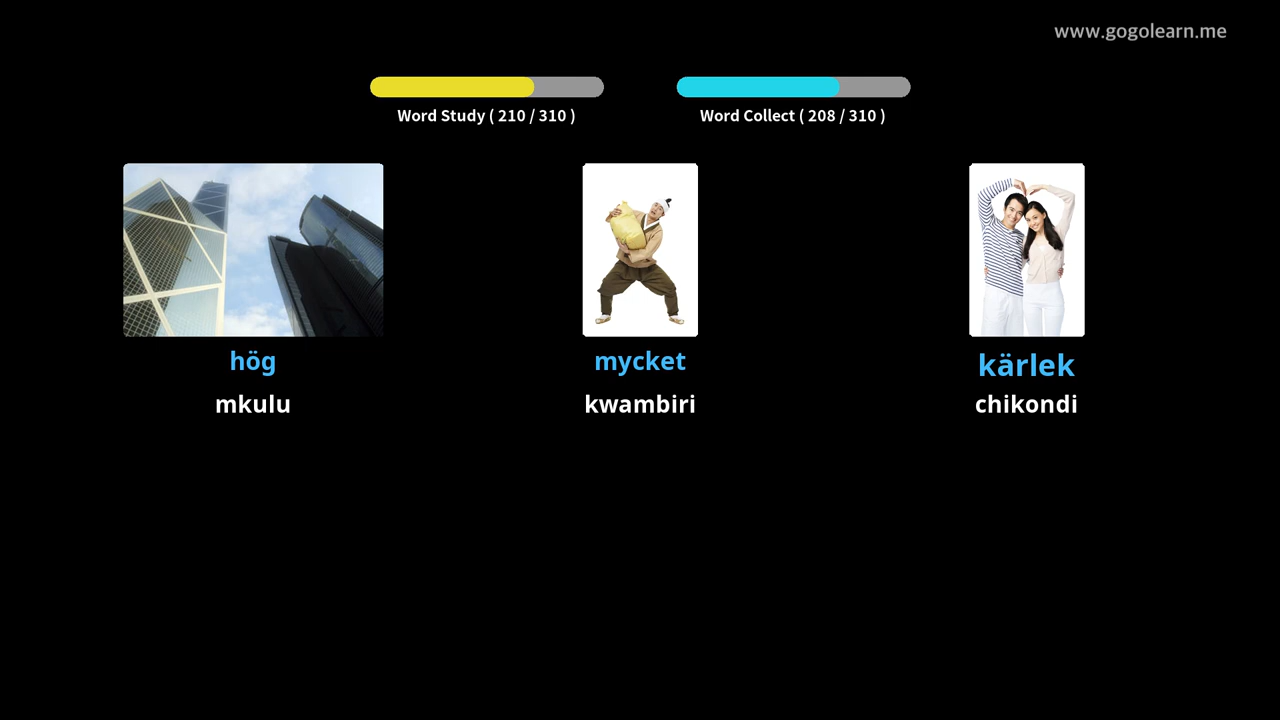 www.gogolearn.me
Word Study ( 210 / 310 )
Word Collect ( 208 / 310 )
hög
mycket
kärlek
mkulu
kwambiri
chikondi